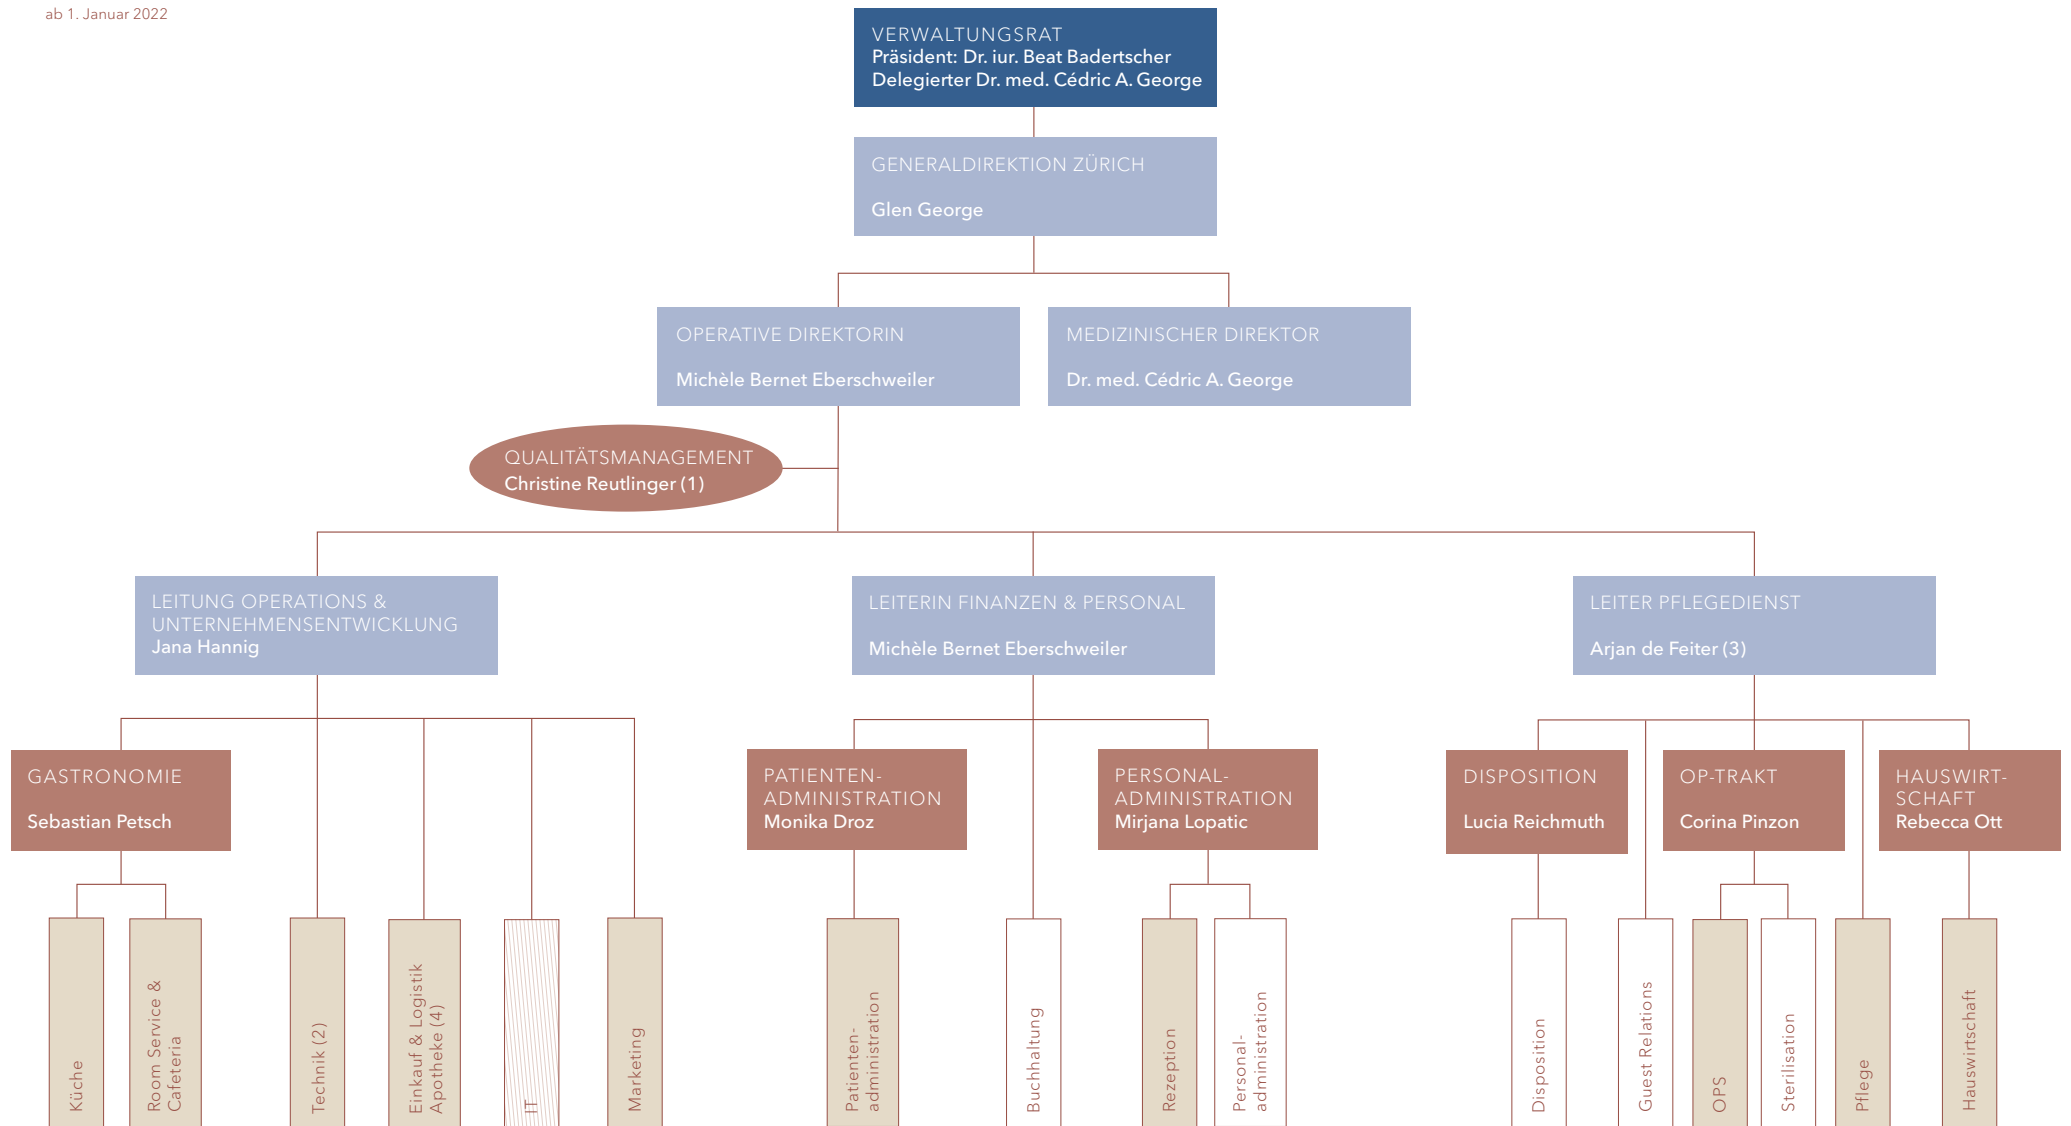 ab 1. Januar 2022
VERWALTUNGSRAT
Präsident: Dr. iur. Beat Badertscher
Delegierter Dr. med. Cédric A. George
GENERALDIREKTION ZÜRICH
Glen George
OPERATIVE DIREKTORIN
Michèle Bernet Eberschweiler
MEDIZINISCHER DIREKTOR
Dr. med. Cédric A. George
QUALITÄTSMANAGEMENT
Christine Reutlinger (1)
LEITUNG OPERATIONS &
UNTERNEHMENSENTWICKLUNG
Jana Hannig
LEITERIN FINANZEN & PERSONAL
Michèle Bernet Eberschweiler
LEITER PFLEGEDIENST
Arjan de Feiter (3)
GASTRONOMIE
Sebastian Petsch
PATIENTEN-
ADMINISTRATION
Monika Droz
PERSONAL-
ADMINISTRATION
Mirjana Lopatic
DISPOSITION
Lucia Reichmuth
OP-TRAKT
Corina Pinzon
HAUSWIRT-
SCHAFT
Rebecca Ott
Küche
Room Service &
Cafeteria
Technik (2)
Einkauf & Logistik
Apotheke (4)
IT
Marketing
Patienten-
administration
Buchhaltung
Rezeption
Personal-
administration
Disposition
Guest Relations
OPS
Sterilisation
Pflege
Hauswirtschaft